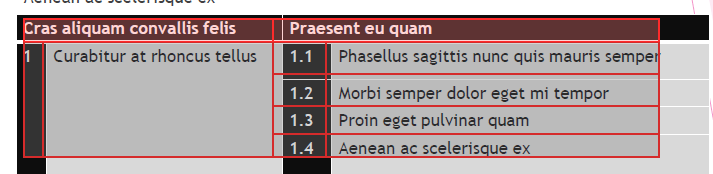 Aenean ac scelerisque ex
Cras aliquam convallis felis Praesent eu quam
1 Curabitur at rhoncus tellus 1.1 Phasellus sagittis nunc quis mauris semper
1.2 Morbi semper dolor eget mi tempor
1.3 Proin eget pulvinar quam
1.4 Aenean ac scelerisque ex